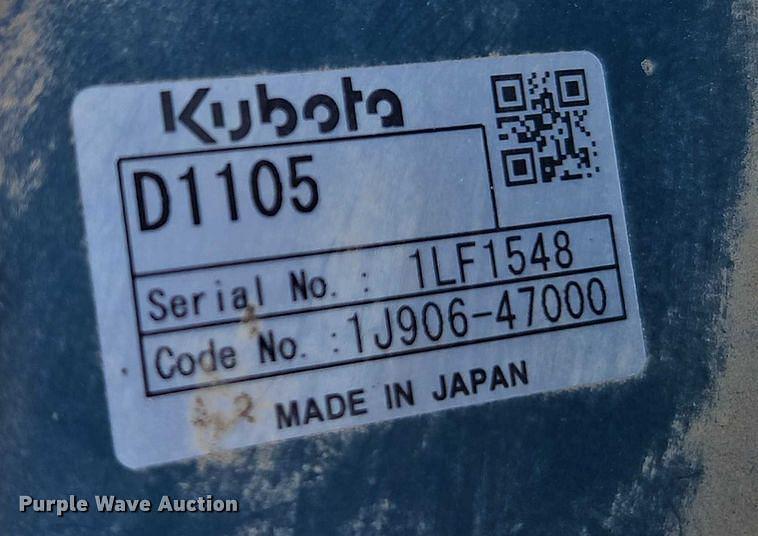 Kubota
D1105
Serial No. : 1LF1548
Code No. :1J906-47000
MADE IN JAPAN
Purple Wave Auction